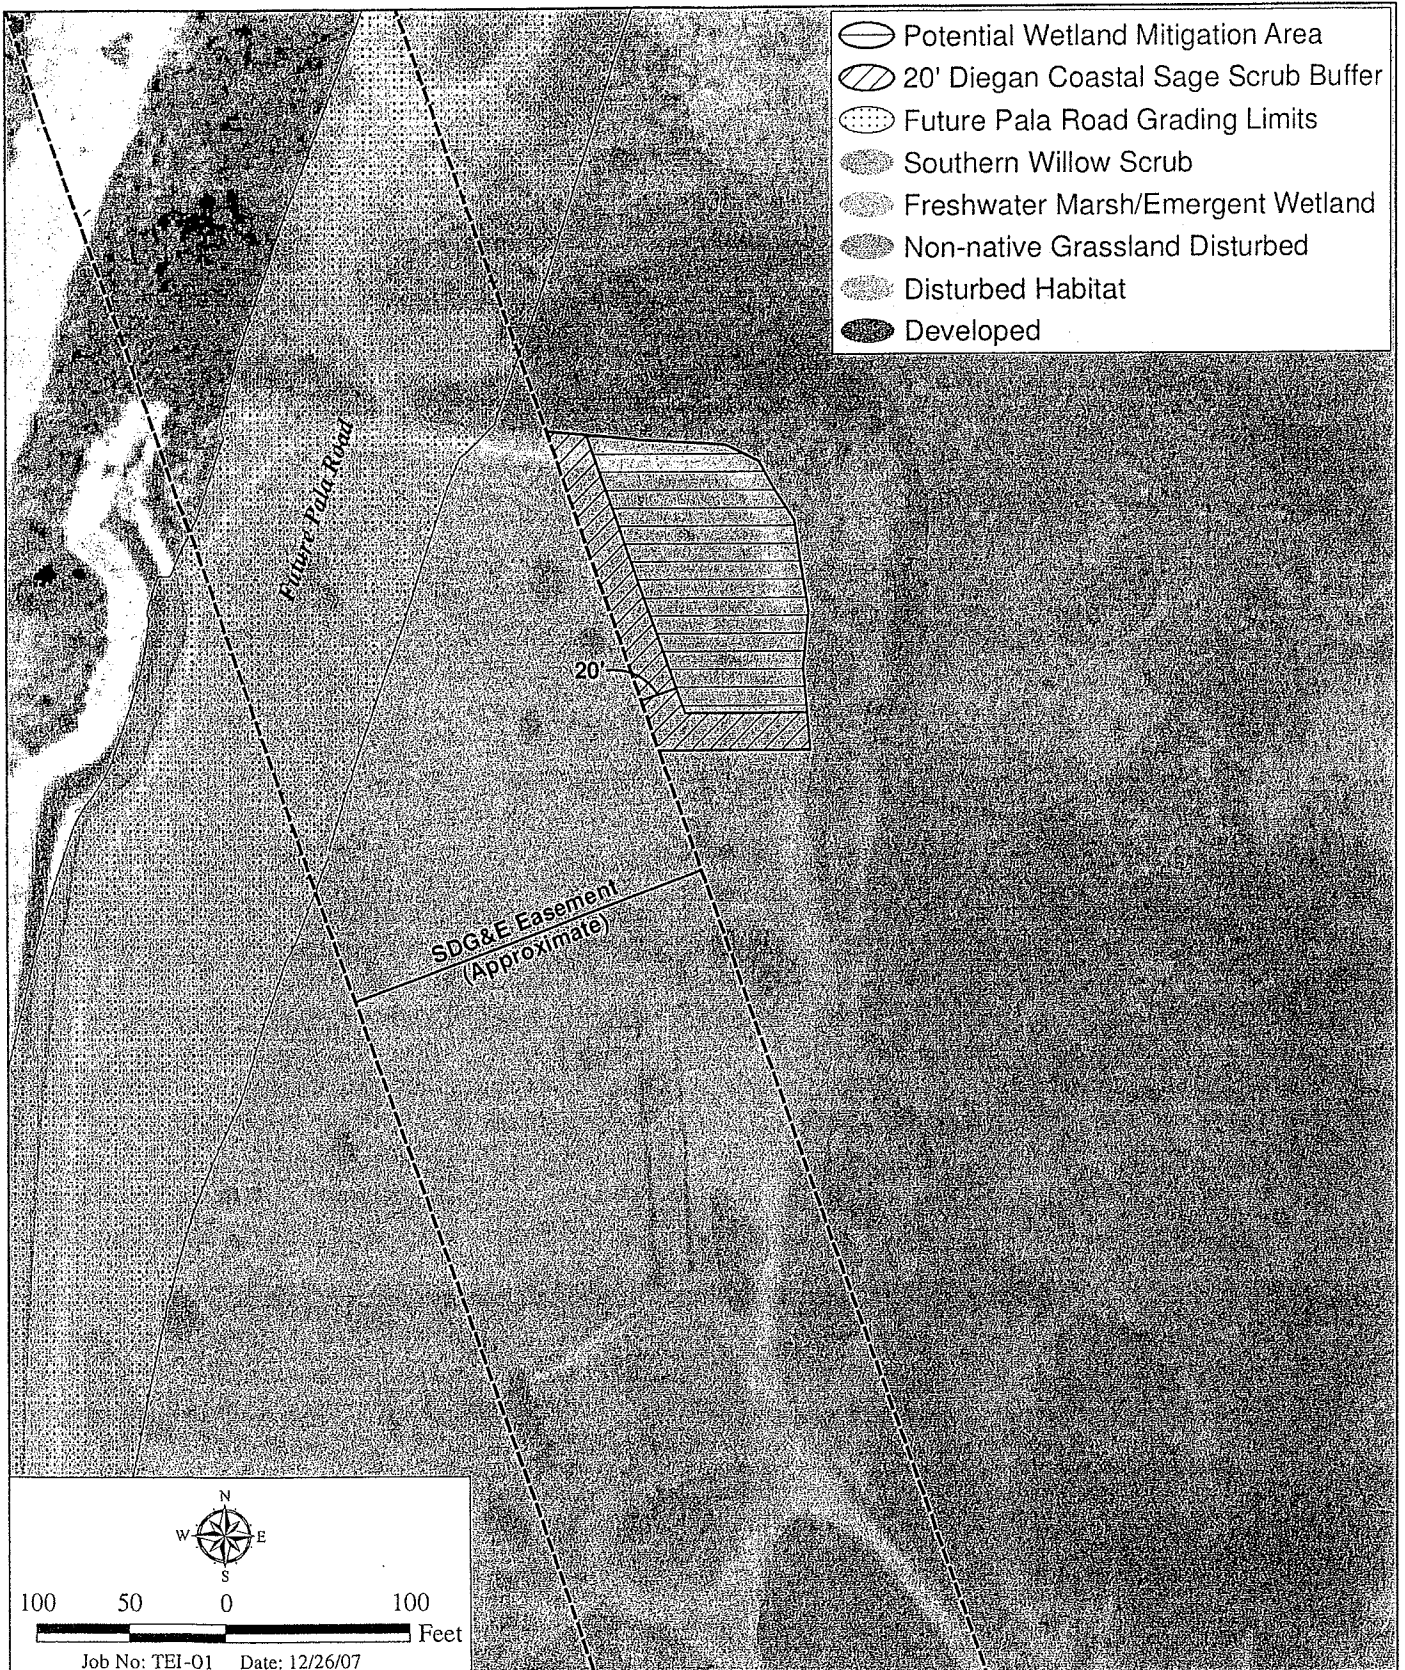 Potential Wetland Mitigation Area
20' Diegan Coastal Sage Scrub Buffer
Future Pala Road Grading Limits
Southern Willow Scrub
Freshwater Marsh/Emergent Wetland
Non-native Grassland Disturbed
Disturbed Habitat
Developed
Future Pala Road
20'
SDG&E Easement
(Approximate)
N
W E
S
100 50 0 100
Feet
Job No: TEI-01 Date: 12/26/07